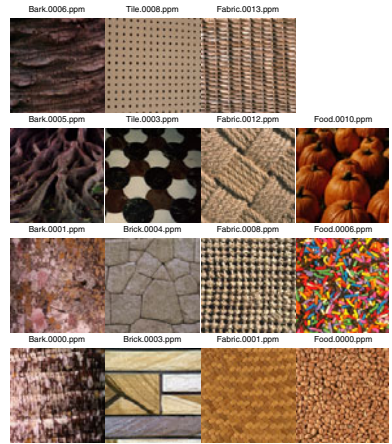 Bark.0006.ppm Tile.0008.ppm Fabric.0013.ppm
Bark.0005.ppm Tile.0003.ppm Fabric.0012.ppm Food.0010.ppm
Bark.0001.ppm Brick.0004.ppm Fabric.0008.ppm Food.0006.ppm
Bark.0000.ppm Brick.0003.ppm Fabric.0001.ppm Food.0000.ppm